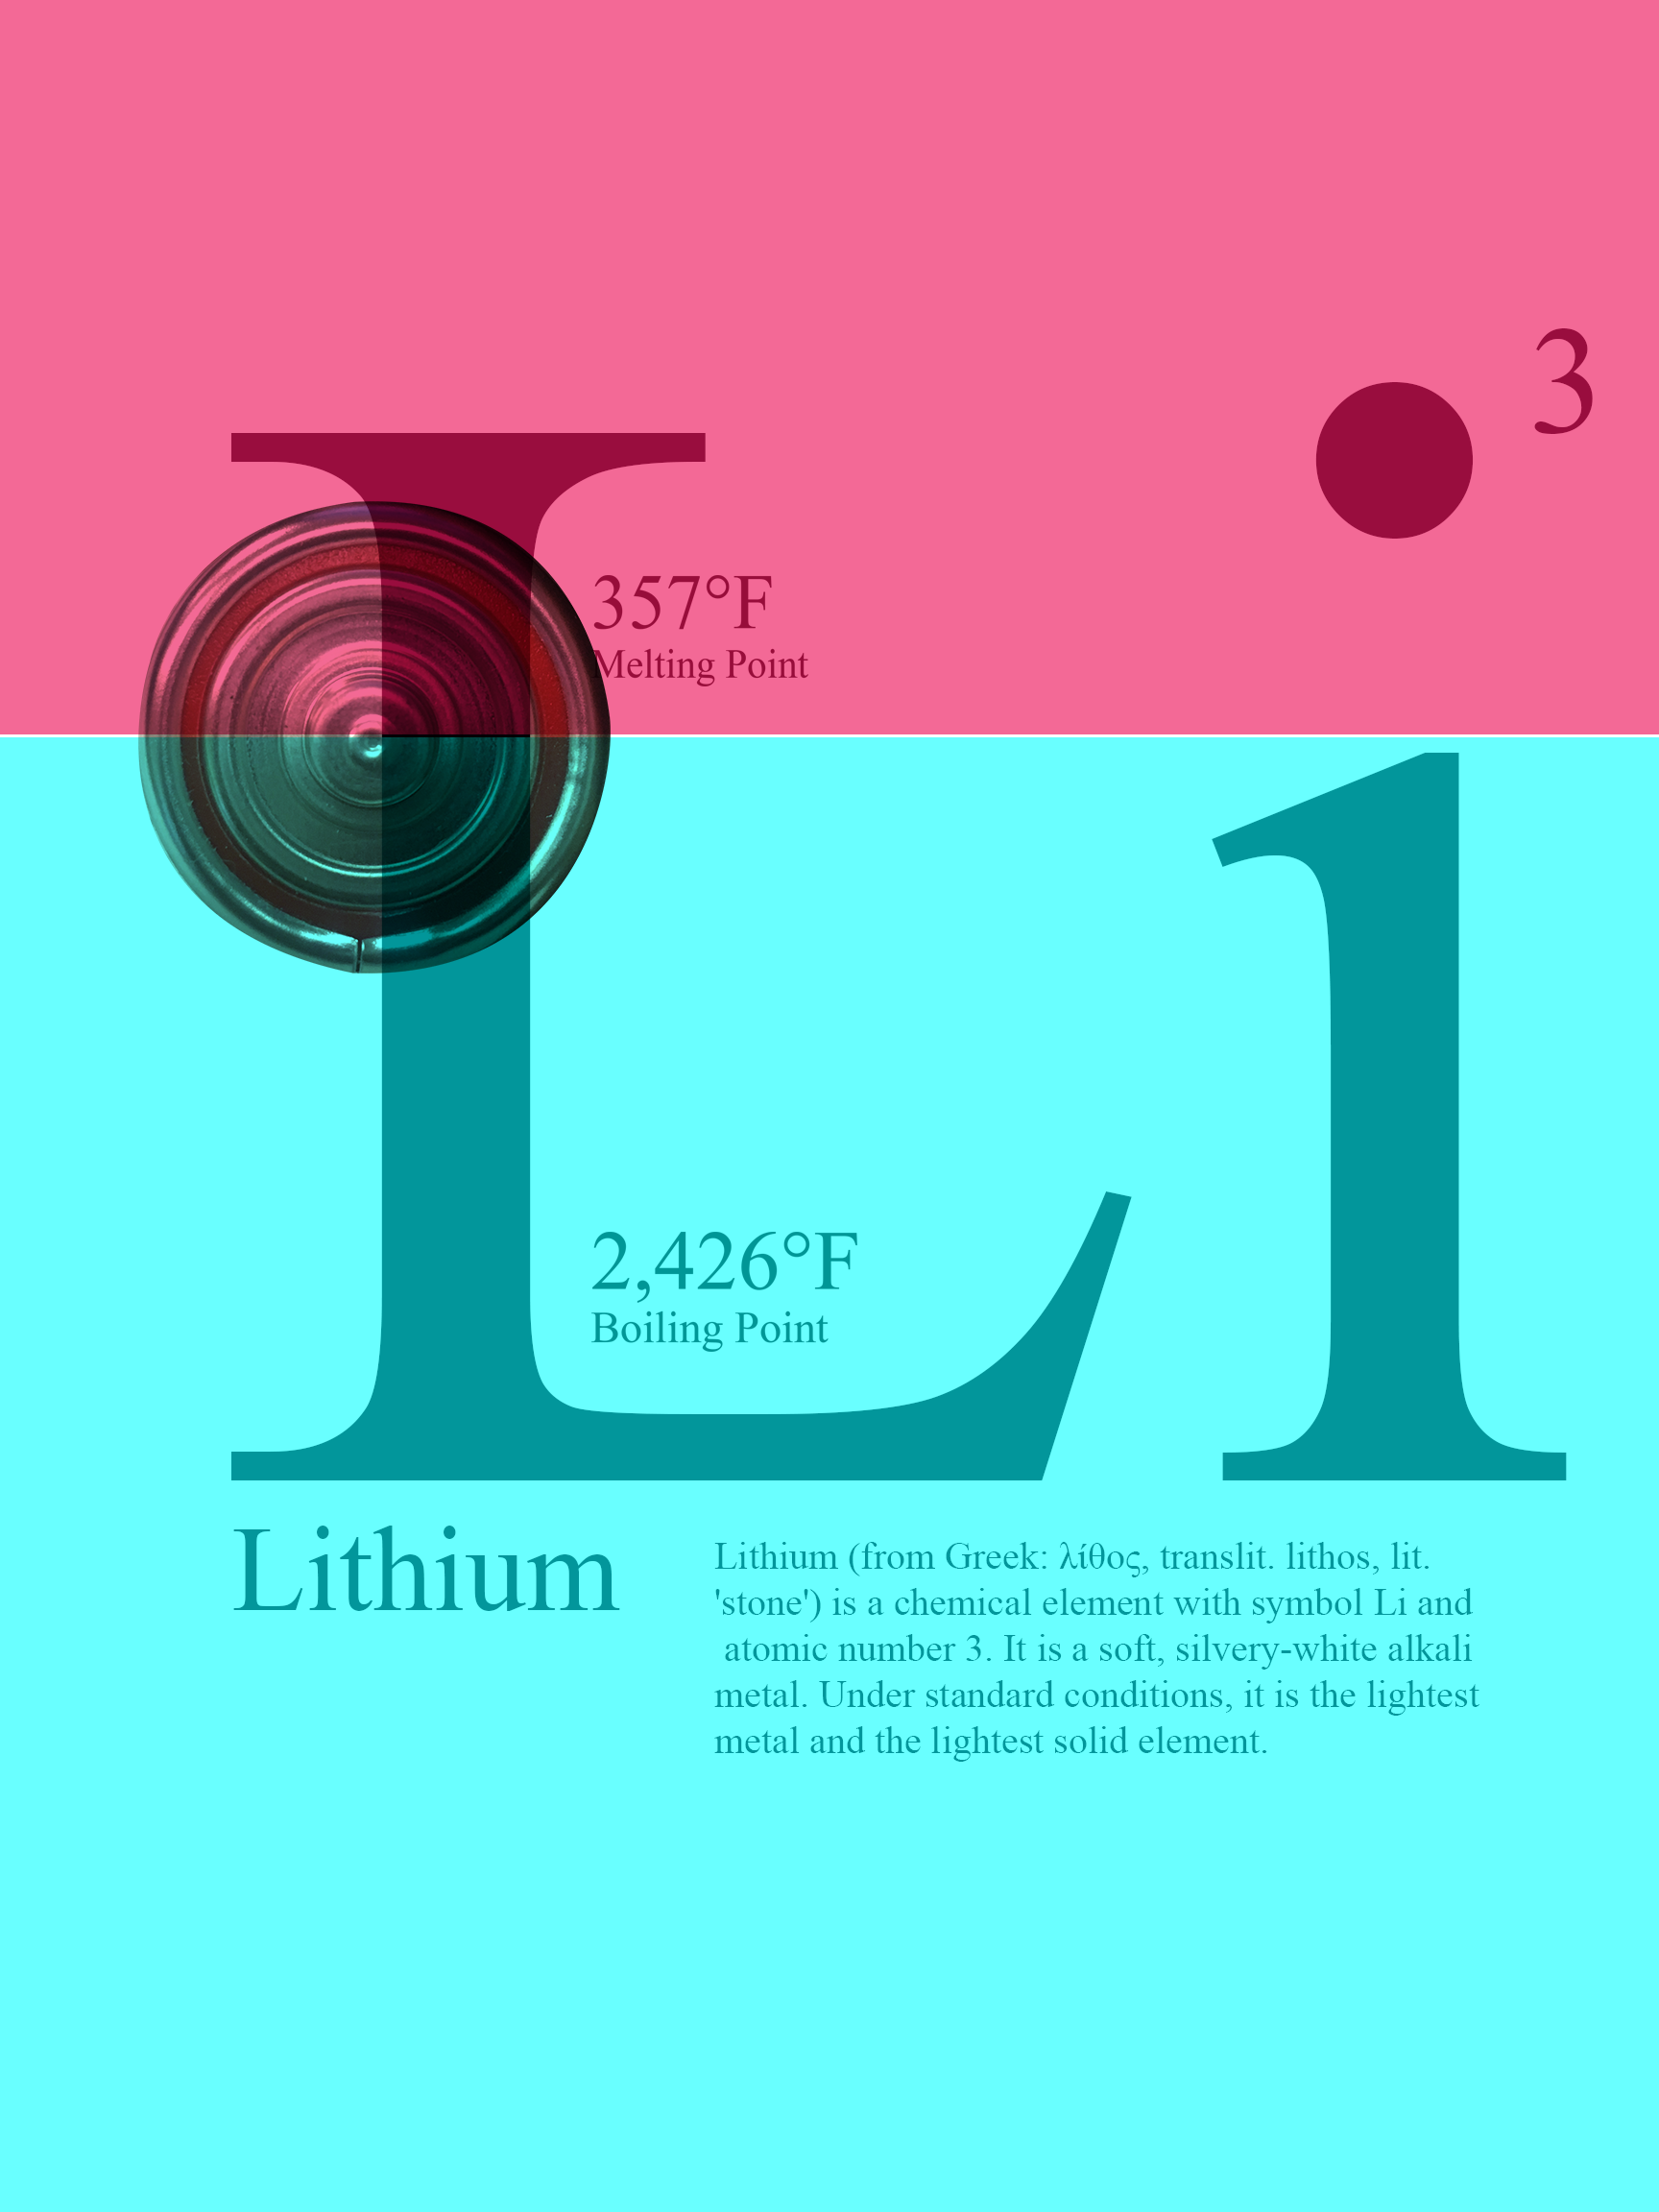 3
357°F
Melting Point
Li
2,426°F
Boiling Point
Lithium
Lithium (from Greek: λίθος, translit. lithos, lit.
'stone') is a chemical element with symbol Li and
atomic number 3. It is a soft, silvery-white alkali
metal. Under standard conditions, it is the lightest
metal and the lightest solid element.